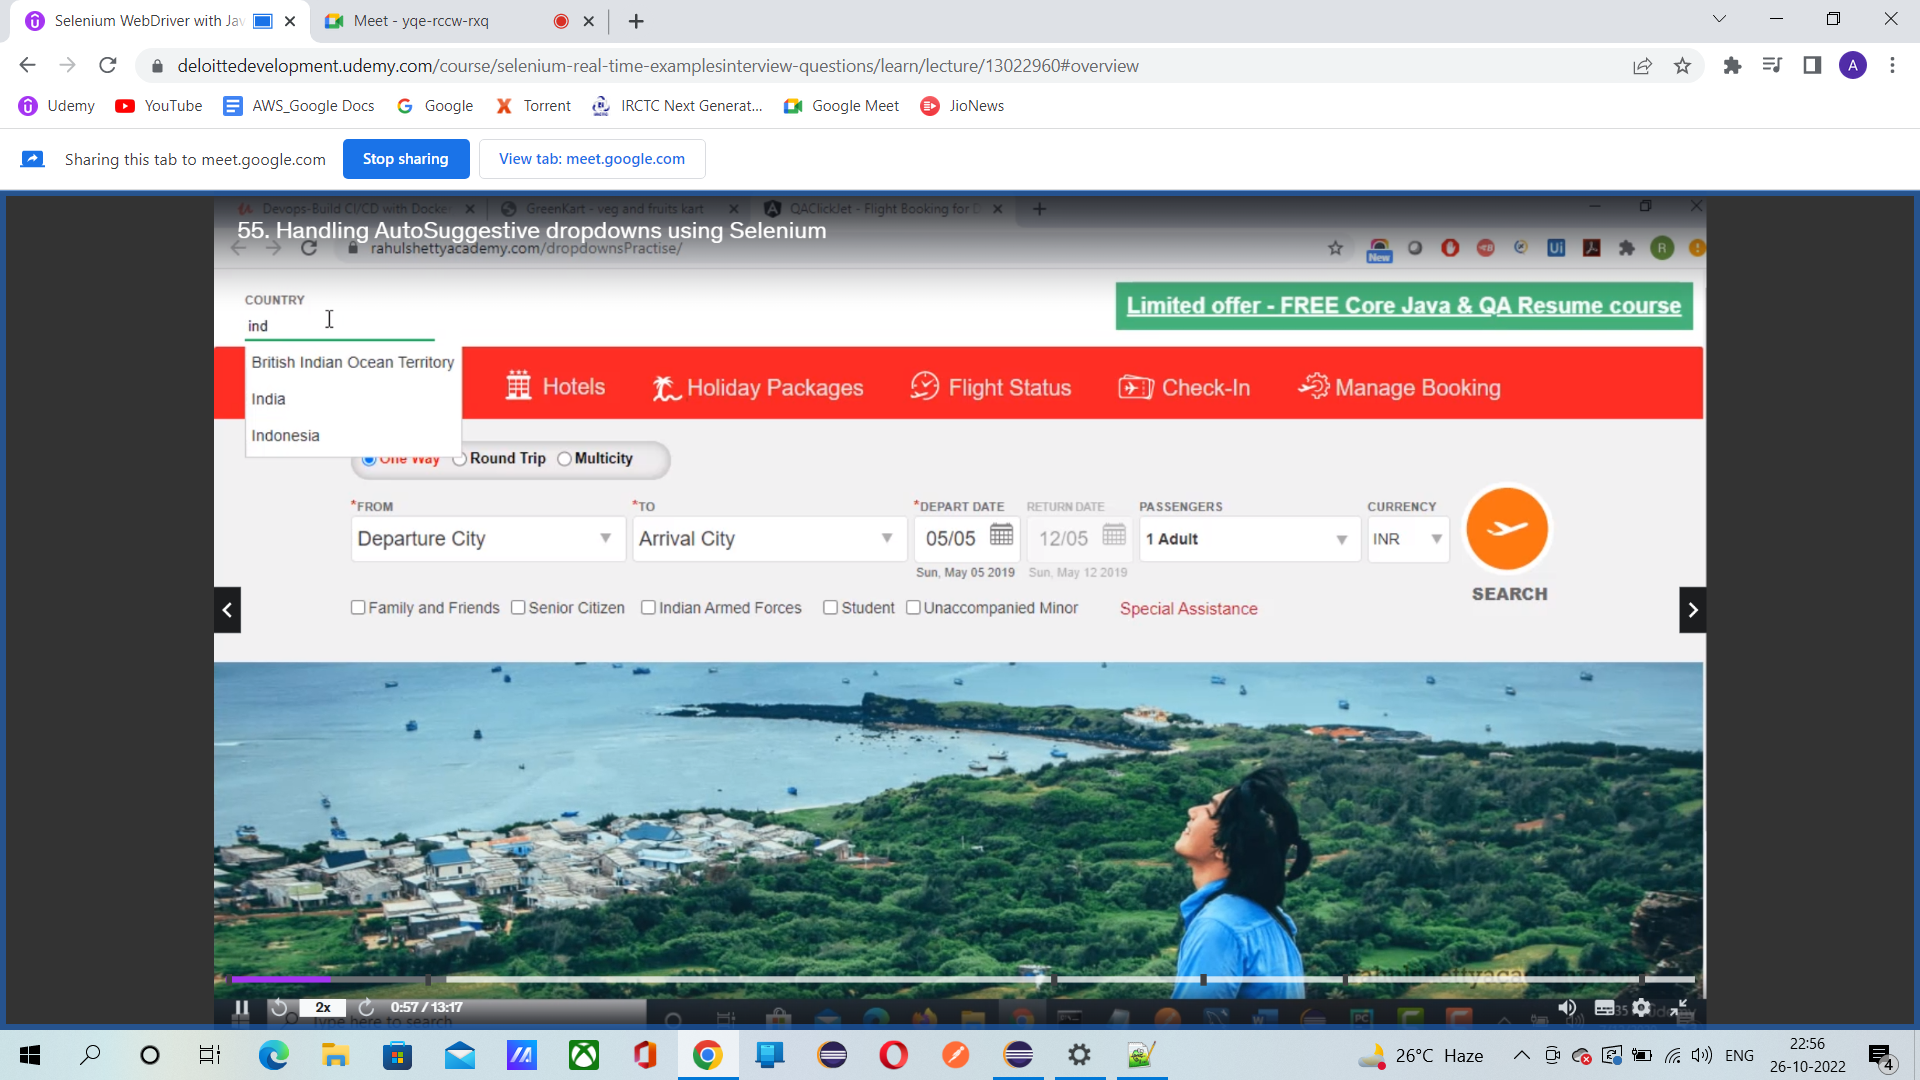 Selenium WebDriver with Jav
Meet - yqe-rccw-rxq
deloittedevelopment.udemy.com/course/selenium-real-time-examplesinterview-questions/learn/lecture/13022960#overview
A
Udemy
YouTube
AWS_Google Docs
Google
Torrent
IRCTC Next Generat...
Google Meet
JioNews
Sharing this tab to meet.google.com
Stop sharing
View tab: meet.google.com
Devops-Build CI/CD with Docke
GreenKart - veg and fruits kart
QAClickJet - Flight Booking for D
55. Handling AutoSuggestive dropdowns using Selenium
rahulshettyacademy.com/dropdownsPractise/
New
Ui
R
COUNTRY
ind
Limited offer - FREE Core Java & QA Resume course
British Indian Ocean Territory
India
Indonesia
Hotels
Holiday Packages
Flight Status
Check-In
Manage Booking
One Way
Round Trip
Multicity
*FROM
*TO
*DEPART DATE
RETURN DATE
PASSENGERS
CURRENCY
Departure City
Arrival City
05/05
12/05
1 Adult
INR
Sun, May 05 2019
Sun, May 12 2019
SEARCH
Family and Friends
Senior Citizen
Indian Armed Forces
Student
Unaccompanied Minor
Special Assistance
2x
0:57 / 13:17
Type here to search
26°C Haze
ENG
22:56
26-10-2022
4